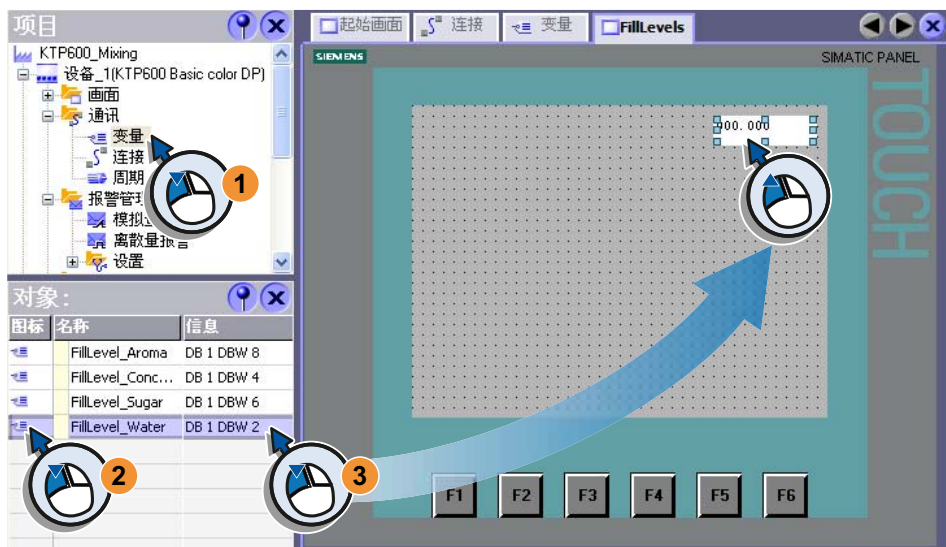 项目
KTP600_Mixing
设备_1(KTP600 Basic color DP)
画面
通讯
变量
连接
周期
1
报警管理
模拟
离散量报警
设置
对象:
图标 名称 信息
FillLevel_Aroma DB 1 DBW 8
FillLevel_Conc... DB 1 DBW 4
FillLevel_Sugar DB 1 DBW 6
FillLevel_Water DB 1 DBW 2
2
3
起始画面 连接 变量 FillLevels
SIEMENS
SIMATIC PANEL
TOUCH
000.000
F1 F2 F3 F4 F5 F6